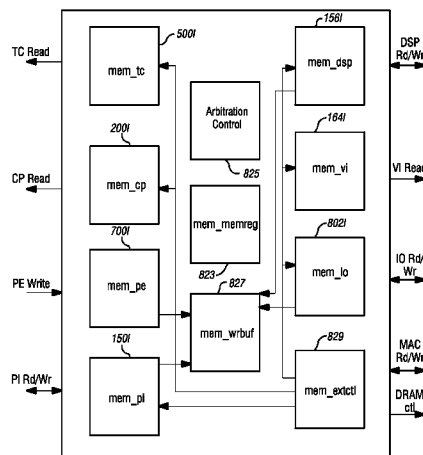 TC Read
500I
mem_tc
156I
mem_dsp
DSP
Rd/Wr
Arbitration
Control
825
200I
mem_cp
CP Read
164I
mem_vi
VI Read
mem_memreg
823
700I
mem_pe
PE Write
827
mem_wrbuf
802I
mem_Io
IO Rd/
Wr
150I
mem_pi
PI Rd/Wr
829
mem_extctl
MAC
Rd/Wr
DRAM
ctl